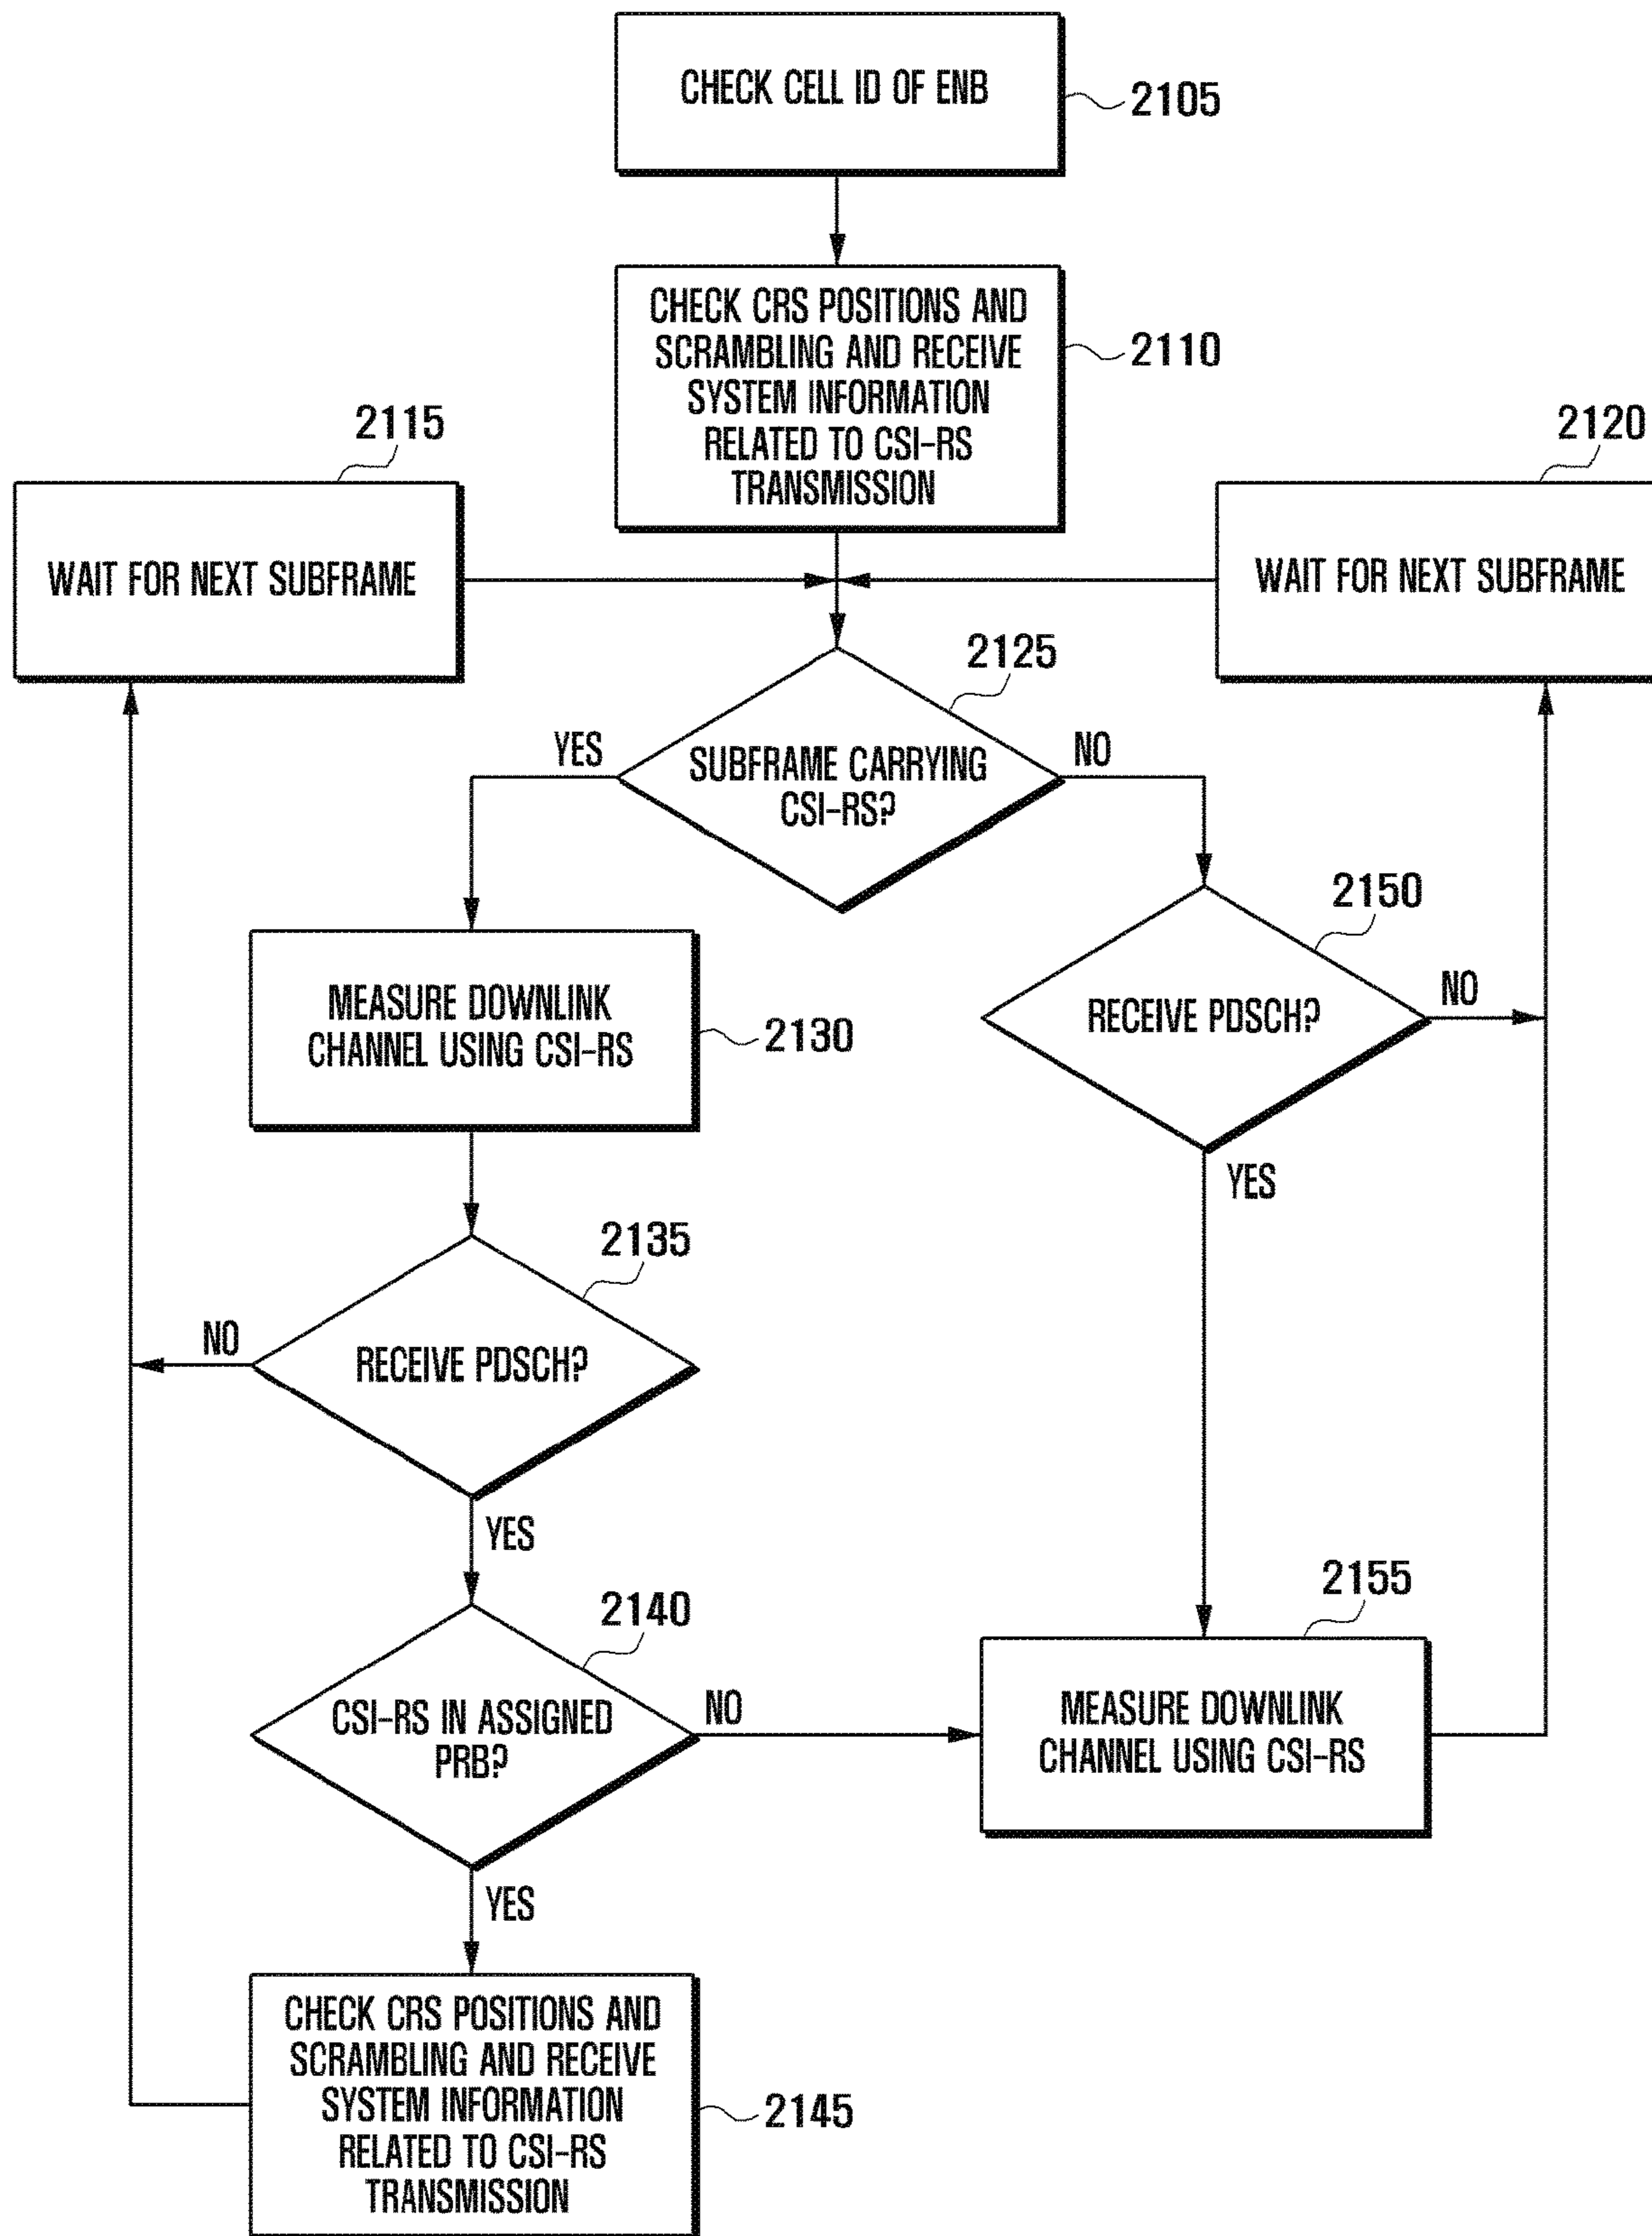 CHECK CELL ID OF ENB
2105
CHECK CRS POSITIONS AND
SCRAMBLING AND RECEIVE
SYSTEM INFORMATION
RELATED TO CSI-RS
TRANSMISSION
2110
2115
WAIT FOR NEXT SUBFRAME
2120
WAIT FOR NEXT SUBFRAME
2125
SUBFRAME CARRYING
CSI-RS?
YES
NO
MEASURE DOWNLINK
CHANNEL USING CSI-RS
2130
2150
RECEIVE PDSCH?
NO
YES
2135
RECEIVE PDSCH?
NO
YES
2140
CSI-RS IN ASSIGNED
PRB?
NO
YES
2155
MEASURE DOWNLINK
CHANNEL USING CSI-RS
CHECK CRS POSITIONS AND
SCRAMBLING AND RECEIVE
SYSTEM INFORMATION
RELATED TO CSI-RS
TRANSMISSION
2145